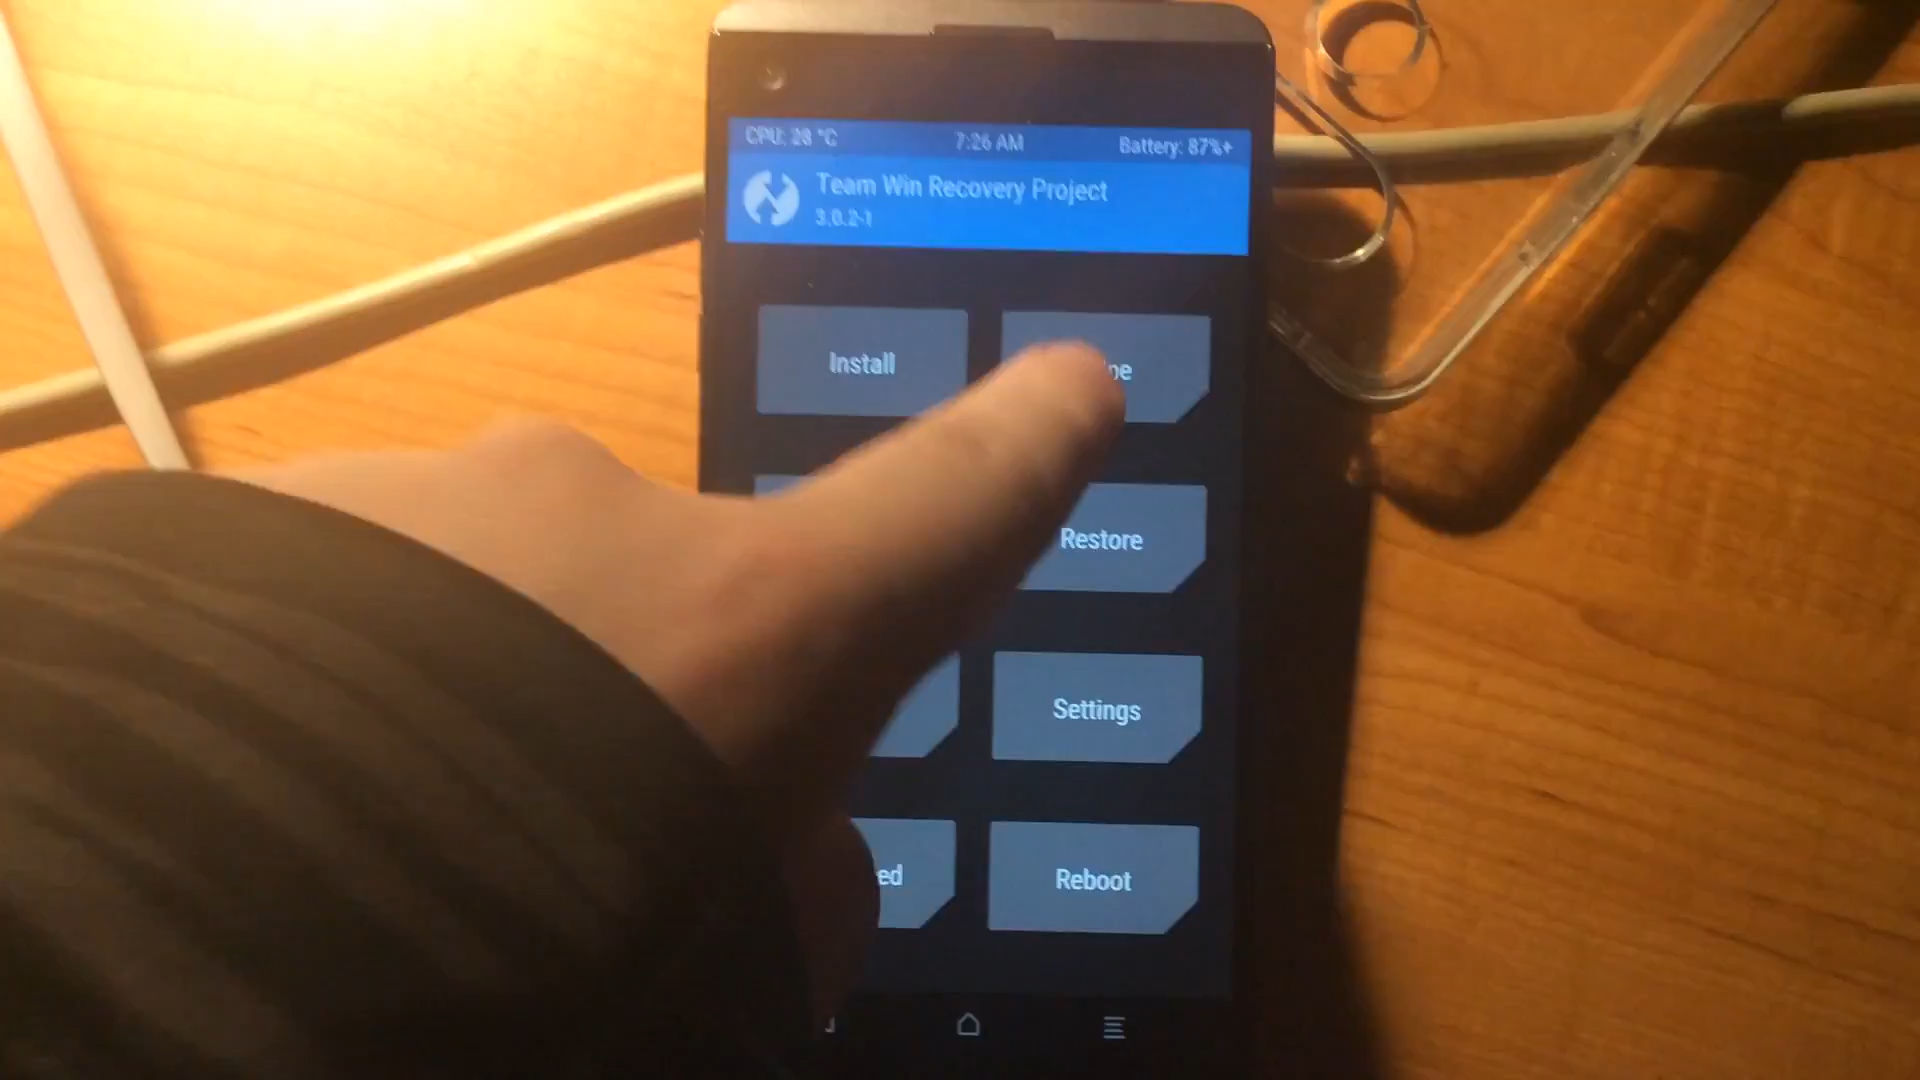 CPU: 28 °C 7:26 AM Battery: 87%+
Team Win Recovery Project
3.0.2-1
Install
Restore
Settings
Reboot